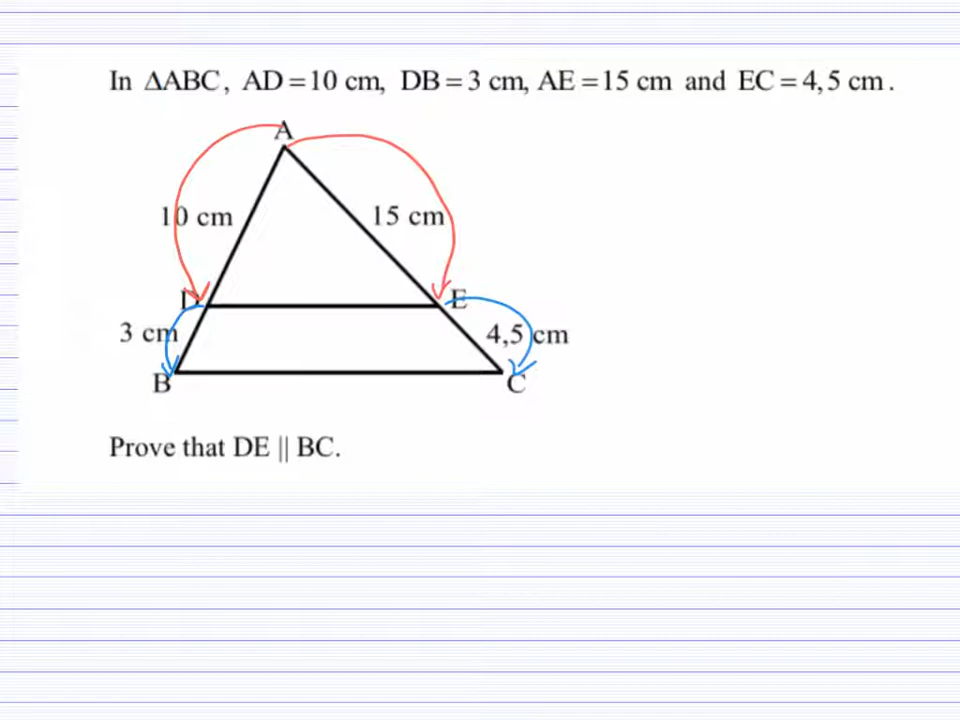 In ΔABC, AD = 10 cm, DB = 3 cm, AE = 15 cm and EC = 4,5 cm.
A
10 cm 15 cm
D E
3 cm 4,5 cm
B C
Prove that DE || BC.